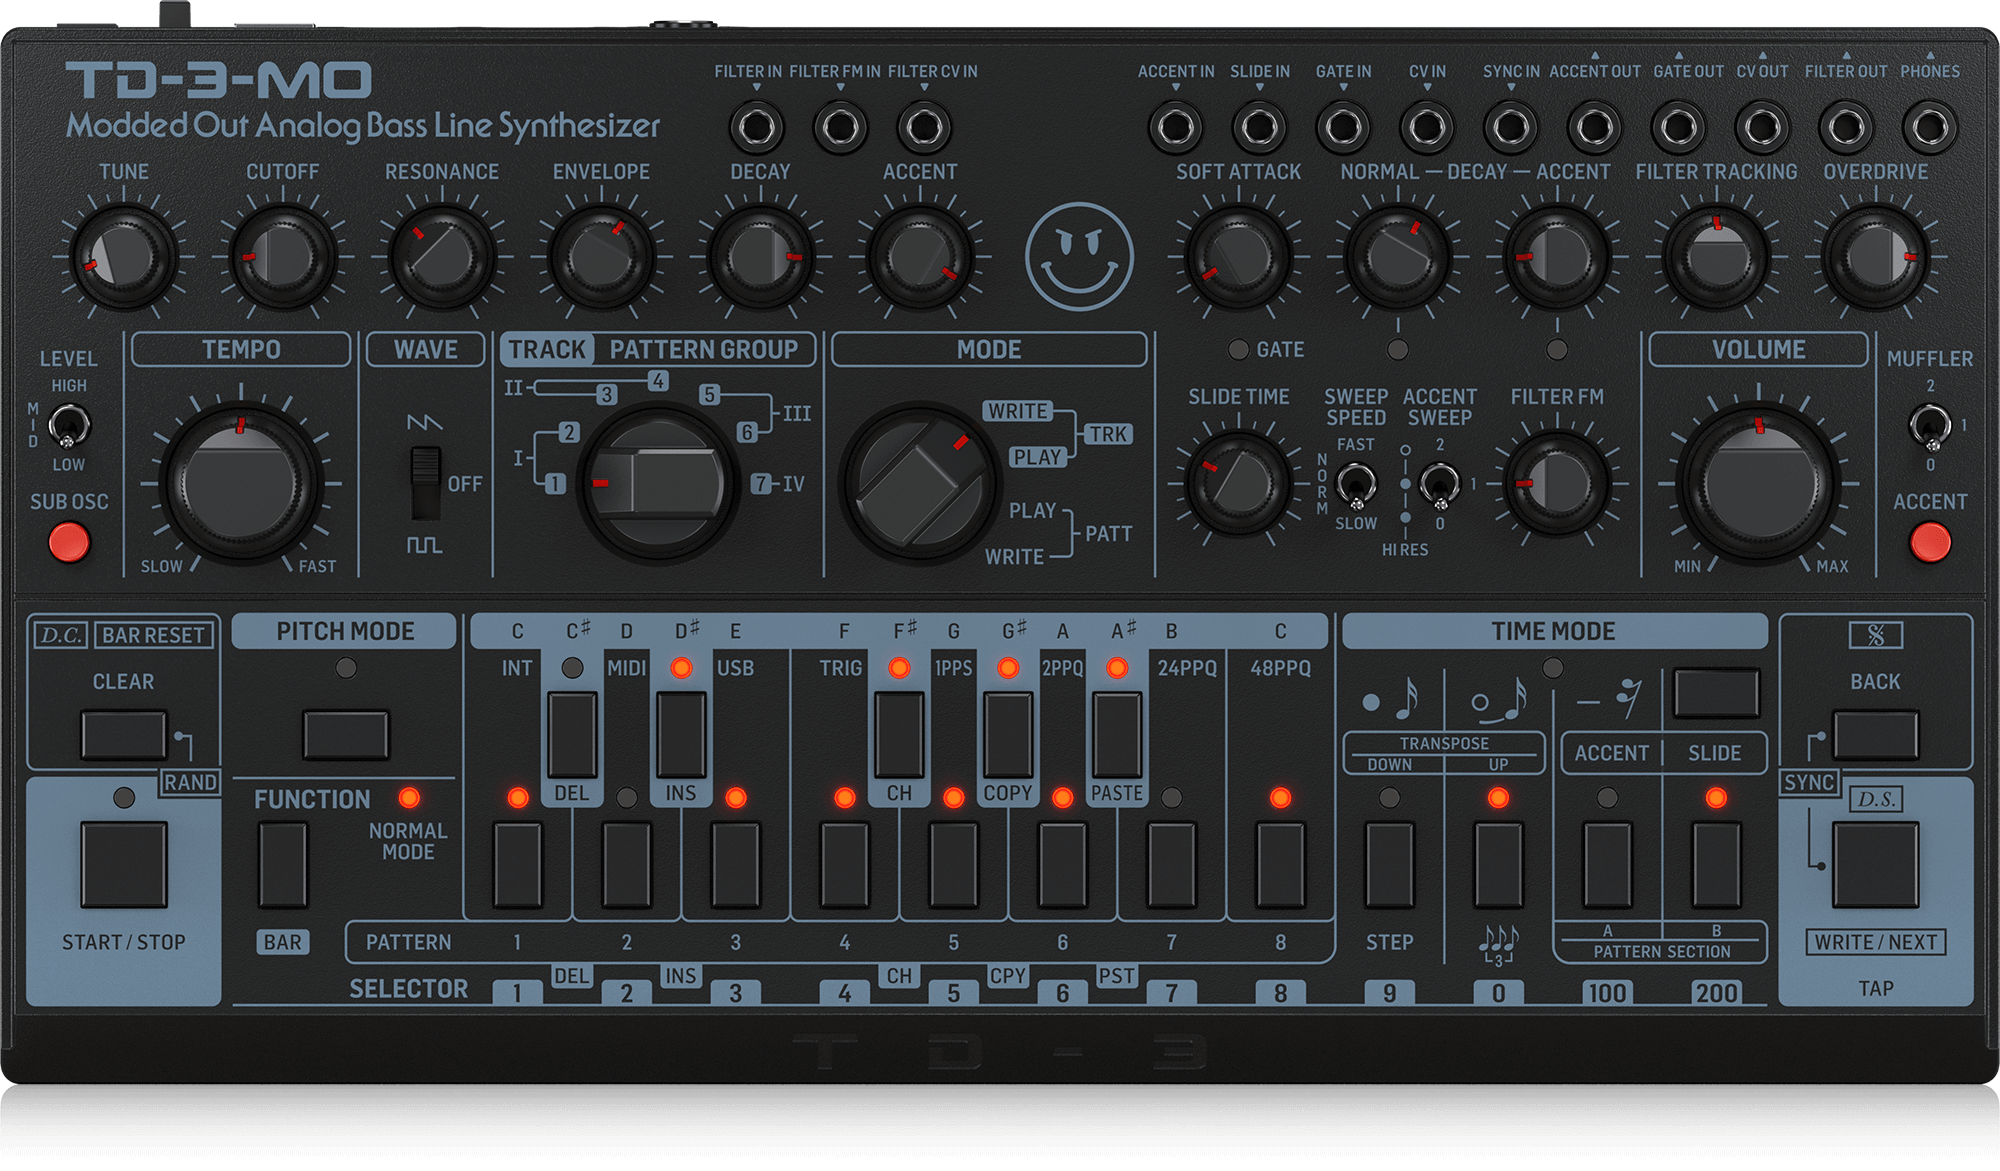 TD-3-MO
Modded Out Analog Bass Line Synthesizer
FILTER IN FILTER FM IN FILTER CV IN
ACCENT IN SLIDE IN GATE IN CV IN SYNC IN ACCENT OUT GATE OUT CV OUT FILTER OUT PHONES
TUNE CUTOFF RESONANCE ENVELOPE DECAY ACCENT
SOFT ATTACK NORMAL — DECAY — ACCENT FILTER TRACKING OVERDRIVE
LEVEL
HIGH
MID
LOW
SUB OSC
TEMPO
SLOW FAST
WAVE
OFF
TRACK PATTERN GROUP
II 3 4 5 III
I 2 6
1 7 IV
MODE
WRITE
TRK
PLAY
PLAY
PATT
WRITE
GATE
SLIDE TIME
SWEEP
SPEED
FAST
NORM
SLOW
ACCENT
SWEEP
2
1
0
HI RES
FILTER FM
VOLUME
MIN MAX
MUFFLER
2
1
0
ACCENT
D.C. BAR RESET
CLEAR
RAND
START / STOP
PITCH MODE
FUNCTION
NORMAL
MODE
BAR
C C♯ D D♯ E F F♯ G G♯ A A♯ B C
INT MIDI USB TRIG 1PPS 2PPQ 24PPQ 48PPQ
DEL INS CH COPY PASTE
PATTERN 1 2 3 4 5 6 7 8
DEL INS CH CPY PST
SELECTOR 1 2 3 4 5 6 7 8 9 0 100 200
TIME MODE
TRANSPOSE
DOWN UP
ACCENT SLIDE
STEP
3
A B
PATTERN SECTION
BACK
SYNC
D.S.
WRITE / NEXT
TAP
TD-3